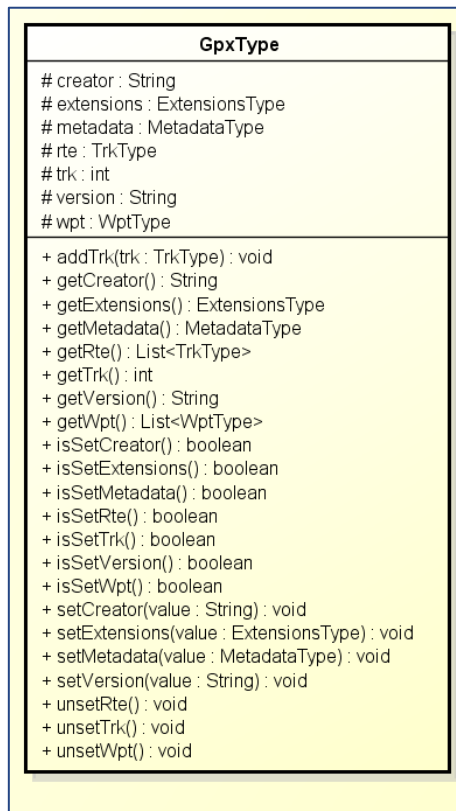 GpxType
# creator : String
# extensions : ExtensionsType
# metadata : MetadataType
# rte : TrkType
# trk : int
# version : String
# wpt : WptType
+ addTrk(trk : TrkType) : void
+ getCreator() : String
+ getExtensions() : ExtensionsType
+ getMetadata() : MetadataType
+ getRte() : List<TrkType>
+ getTrk() : int
+ getVersion() : String
+ getWpt() : List<WptType>
+ isSetCreator() : boolean
+ isSetExtensions() : boolean
+ isSetMetadata() : boolean
+ isSetRte() : boolean
+ isSetTrk() : boolean
+ isSetVersion() : boolean
+ isSetWpt() : boolean
+ setCreator(value : String) : void
+ setExtensions(value : ExtensionsType) : void
+ setMetadata(value : MetadataType) : void
+ setVersion(value : String) : void
+ unsetRte() : void
+ unsetTrk() : void
+ unsetWpt() : void